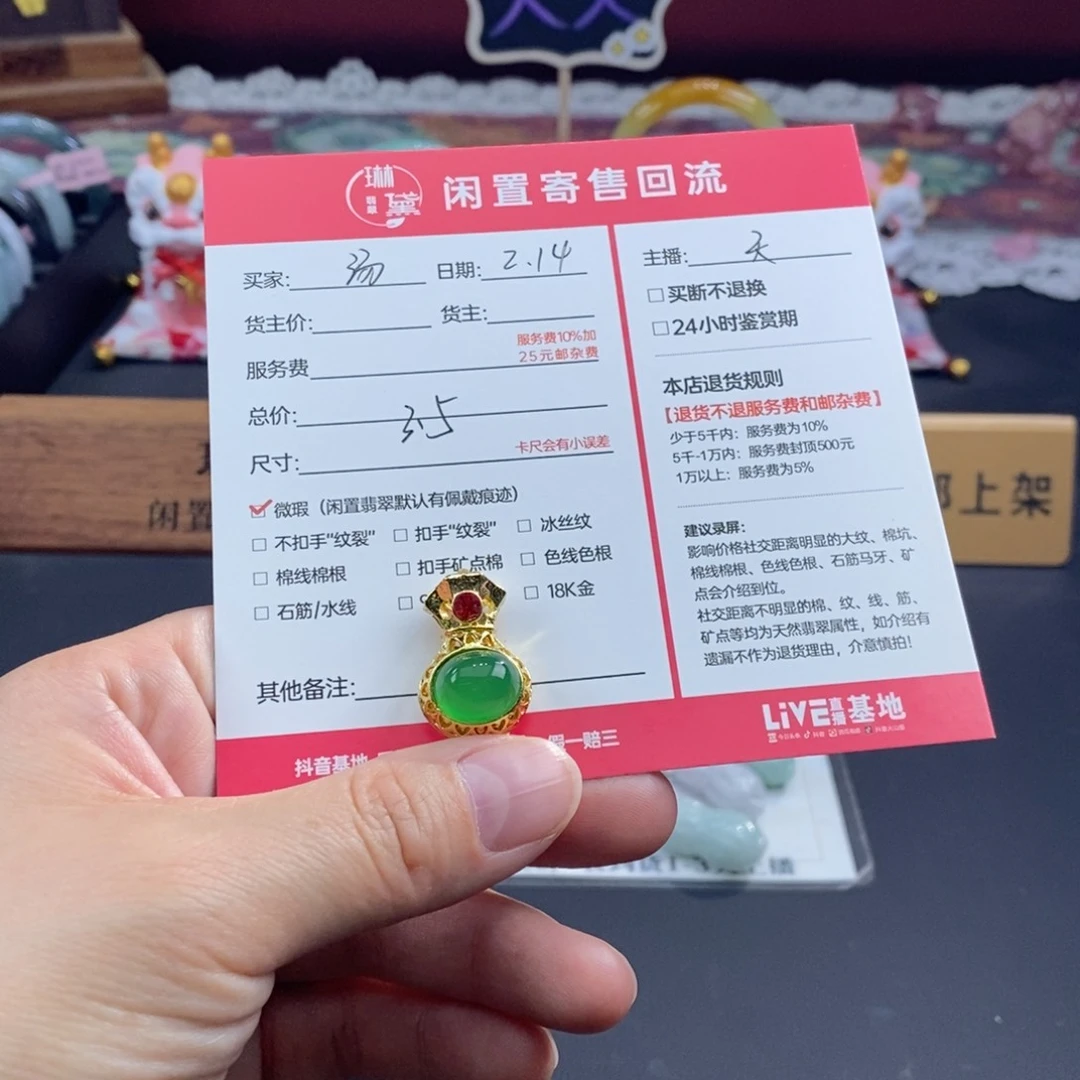 琳
翡翠
黛
闲置寄售回流
买家: 汤 日期: 2.14
货主价: 货主:
服务费 服务费10%加
25元邮杂费
总价: 35
尺寸: 卡尺会有小误差
微瑕（闲置翡翠默认有佩戴痕迹）
不扣手"纹裂" 扣手"纹裂" 冰丝纹
棉线棉根 扣手矿点棉 色线色根
石筋/水线 18K金
其他备注:
抖音基地 假一赔三
主播: 天
买断不退换
24小时鉴赏期
本店退货规则
【退货不退服务费和邮杂费】
少于5千内：服务费为10%
5千-1万内：服务费封顶500元
1万以上：服务费为5%
建议录屏：
影响价格社交距离明显的大纹、棉坑、
棉线棉根、色线色根、石筋马牙、矿
点会介绍到位。
社交距离不明显的棉、纹、线、筋、
矿点等均为天然翡翠属性，如介绍有
遗漏不作为退货理由，介意慎拍！
LiVE直播基地
闲置
上架